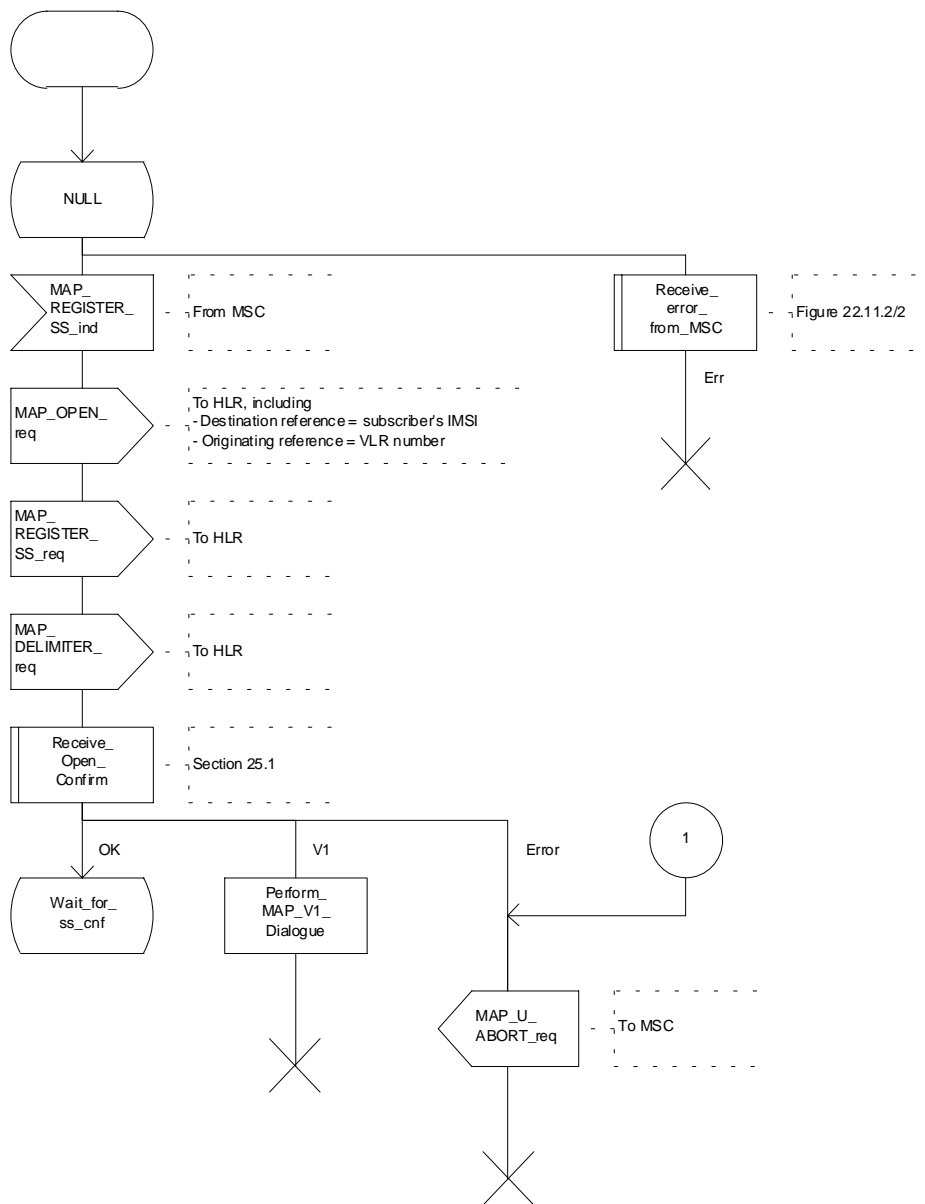 NULL
MAP_
REGISTER_
SS_ind
From MSC
Receive_
error_
from_MSC
Figure 22.11.2/2
Err
MAP_OPEN_
req
To HLR, including
- Destination reference = subscriber's IMSI
- Originating reference = VLR number
MAP_
REGISTER_
SS_req
To HLR
MAP_
DELIMITER_
req
To HLR
Receive_
Open_
Confirm
Section 25.1
OK
V1
Error
1
Wait_for_
ss_cnf
Perform_
MAP_V1_
Dialogue
MAP_U_
ABORT_req
To MSC